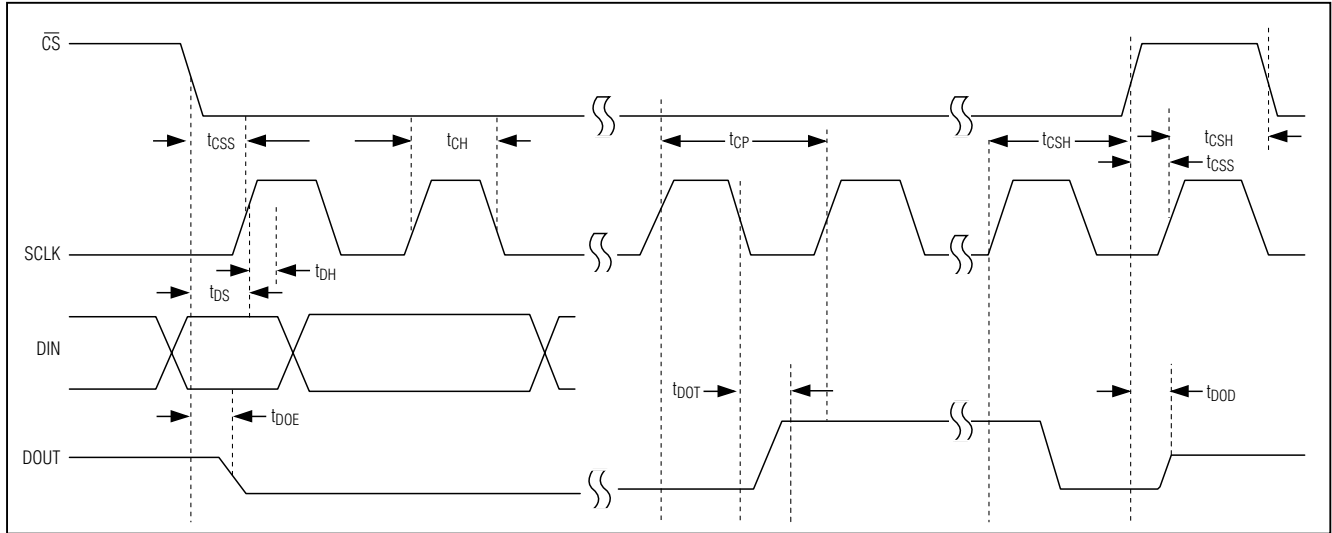 CS
tCSS
tCH
tCP
tCSH
tCSH
tCSS
SCLK
tDH
tDS
DIN
tDOT
tDOD
tDOE
DOUT